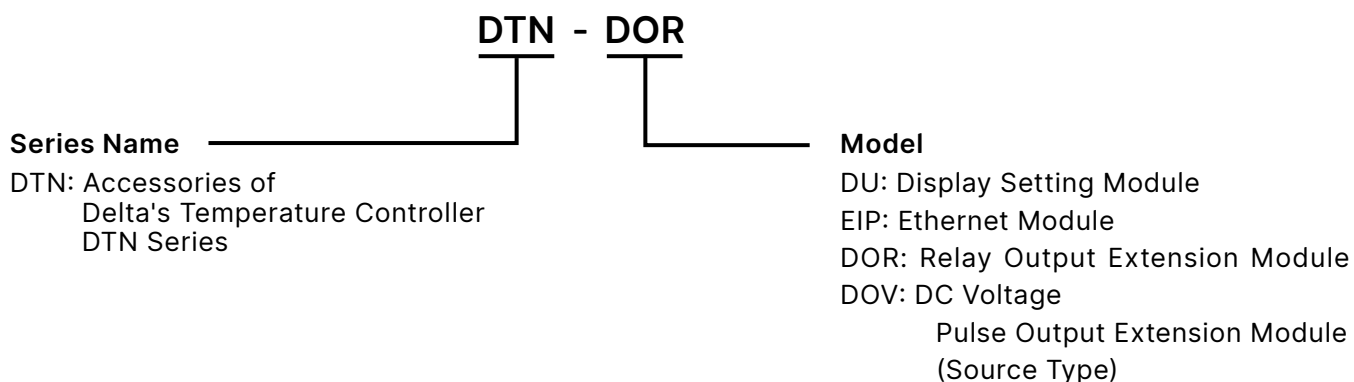 DTN - DOR
Series Name
DTN: Accessories of
Delta's Temperature Controller
DTN Series
Model
DU: Display Setting Module
EIP: Ethernet Module
DOR: Relay Output Extension Module
DOV: DC Voltage
Pulse Output Extension Module
(Source Type)